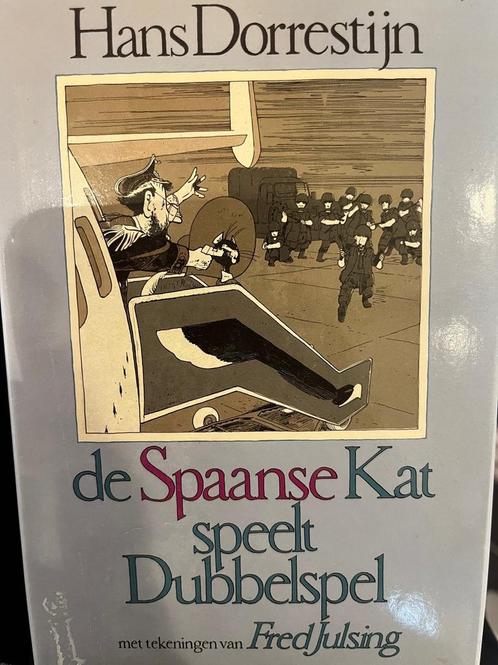 Hans Dorrestijn
de Spaanse Kat
speelt
Dubbelspel
met tekeningen van Fred Julsing